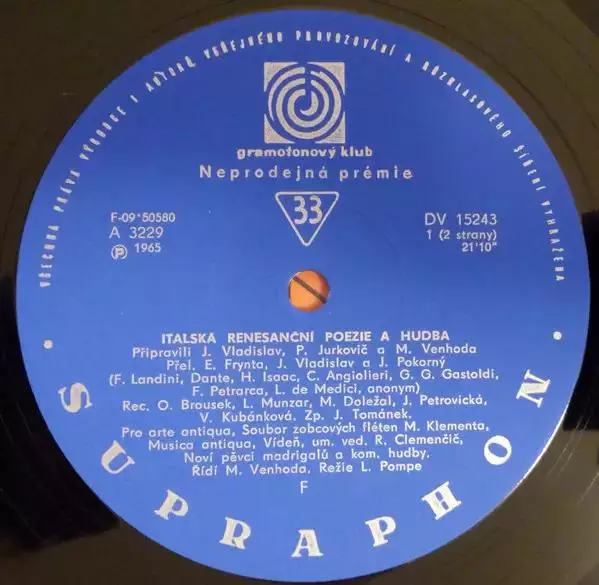 VŠECHNA PRÁVA VÝROBCE I AUTORŮ VEŘEJNÉHO PROVOZOVÁNÍ A ROZHLASOVÉHO ŠÍŘENÍ VYHRAŽENA
gramofonový klub
Neprodejná prémie
33
F-09*50580
A 3229
Ⓟ 1965
DV 15243
1 (2 strany)
21'10"
ITALSKÁ RENESANČNÍ POEZIE A HUDBA
Připravili J. Vladislav, P. Jurkovič a M. Venhoda
Přel. E. Frynta, J. Vladislav a J. Pokorný
(F. Landini, Dante, H. Isaac, C. Angiolieri, G. G. Gastoldi,
F. Petrarca, L. de Medici, anonym)
Rec. O. Brousek, L. Munzar, M. Doležal, J. Petrovická,
V. Kubánková. Zp. J. Tománek.
Pro arte antiqua, Soubor zobcových fléten M. Klementa,
Musica antiqua, Vídeň, um. ved. R. Clemenčič,
Noví pěvci madrigalů a kom. hudby.
Řídí M. Venhoda, Režie L. Pompe
F
SUPRAPHON